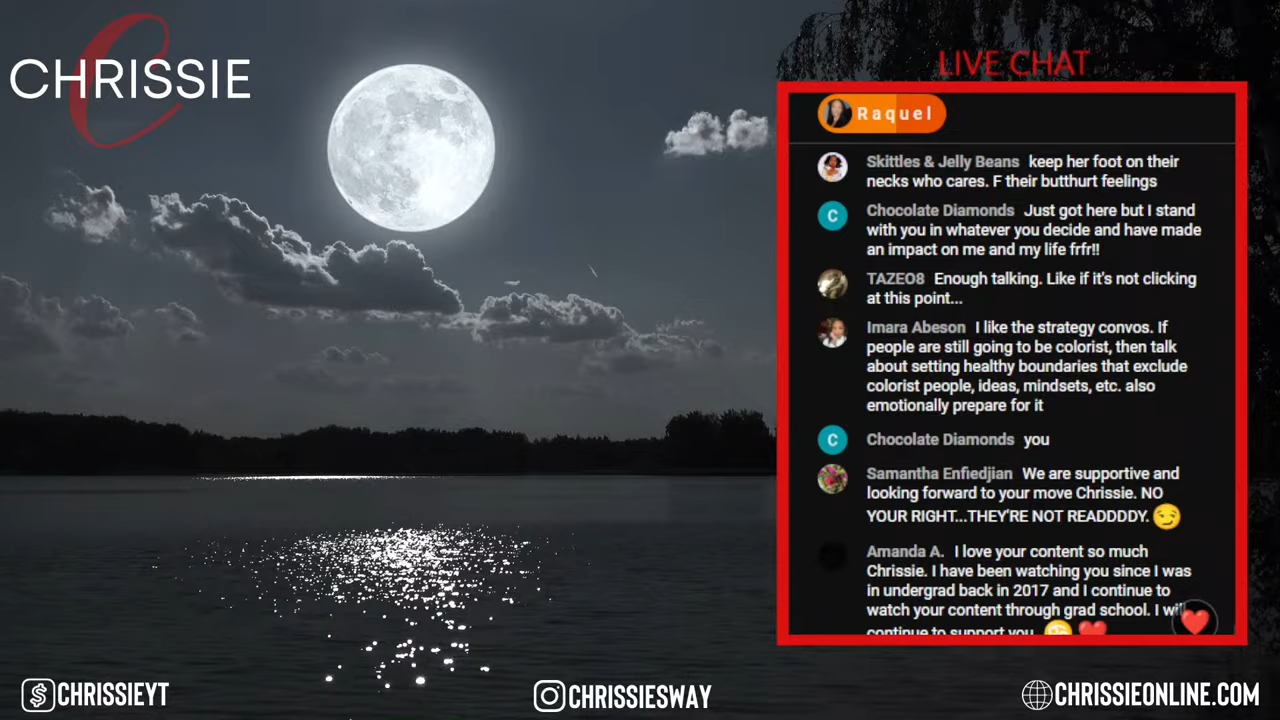 CHRISSIE
LIVE CHAT
Raquel
Skittles & Jelly Beans keep her foot on their
necks who cares. F their butthurt feelings
C
Chocolate Diamonds Just got here but I stand
with you in whatever you decide and have made
an impact on me and my life frfr!!
TAZEO8 Enough talking. Like if it's not clicking
at this point...
Imara Abeson I like the strategy convos. If
people are still going to be colorist, then talk
about setting healthy boundaries that exclude
colorist people, ideas, mindsets, etc. also
emotionally prepare for it
C
Chocolate Diamonds you
Samantha Enfiedjian We are supportive and
looking forward to your move Chrissie. NO
YOUR RIGHT...THEY'RE NOT READDDDY. 😏
Amanda A. I love your content so much
Chrissie. I have been watching you since I was
in undergrad back in 2017 and I continue to
watch your content through grad school. I will
continue to support you
$ CHRISSIEYT
CHRISSIESWAY
CHRISSIEONLINE.COM